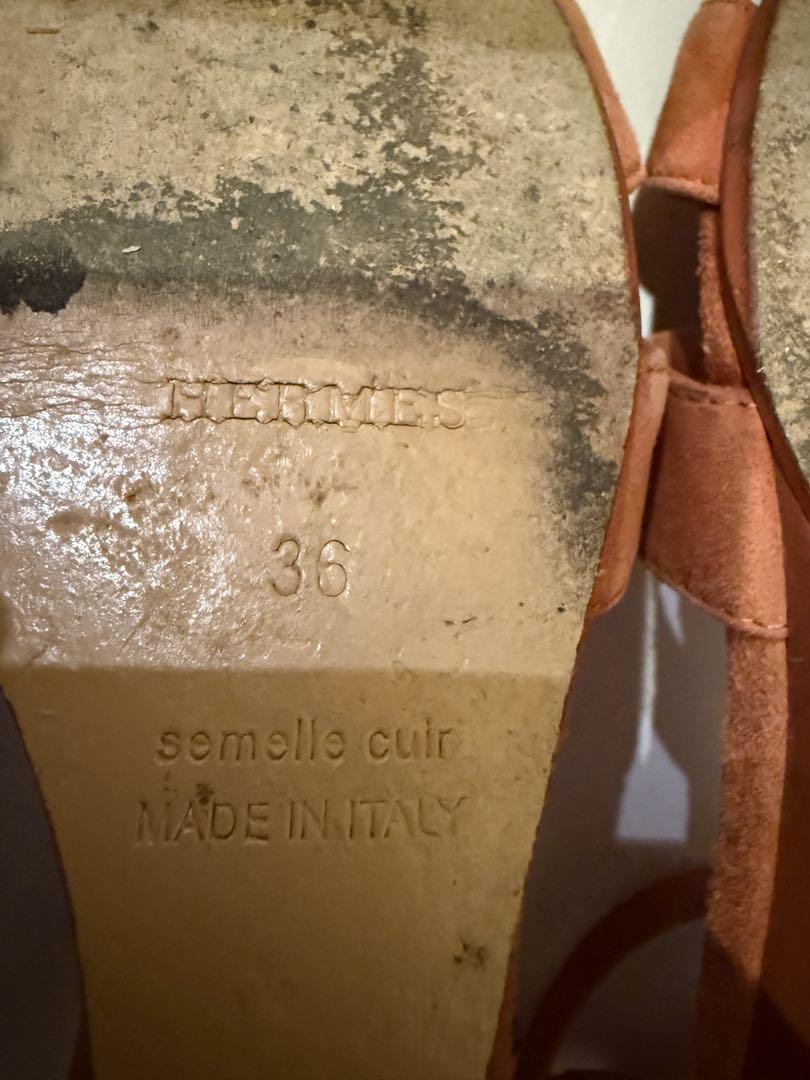 HERMES
36
semelle cuir
MADE IN ITALY